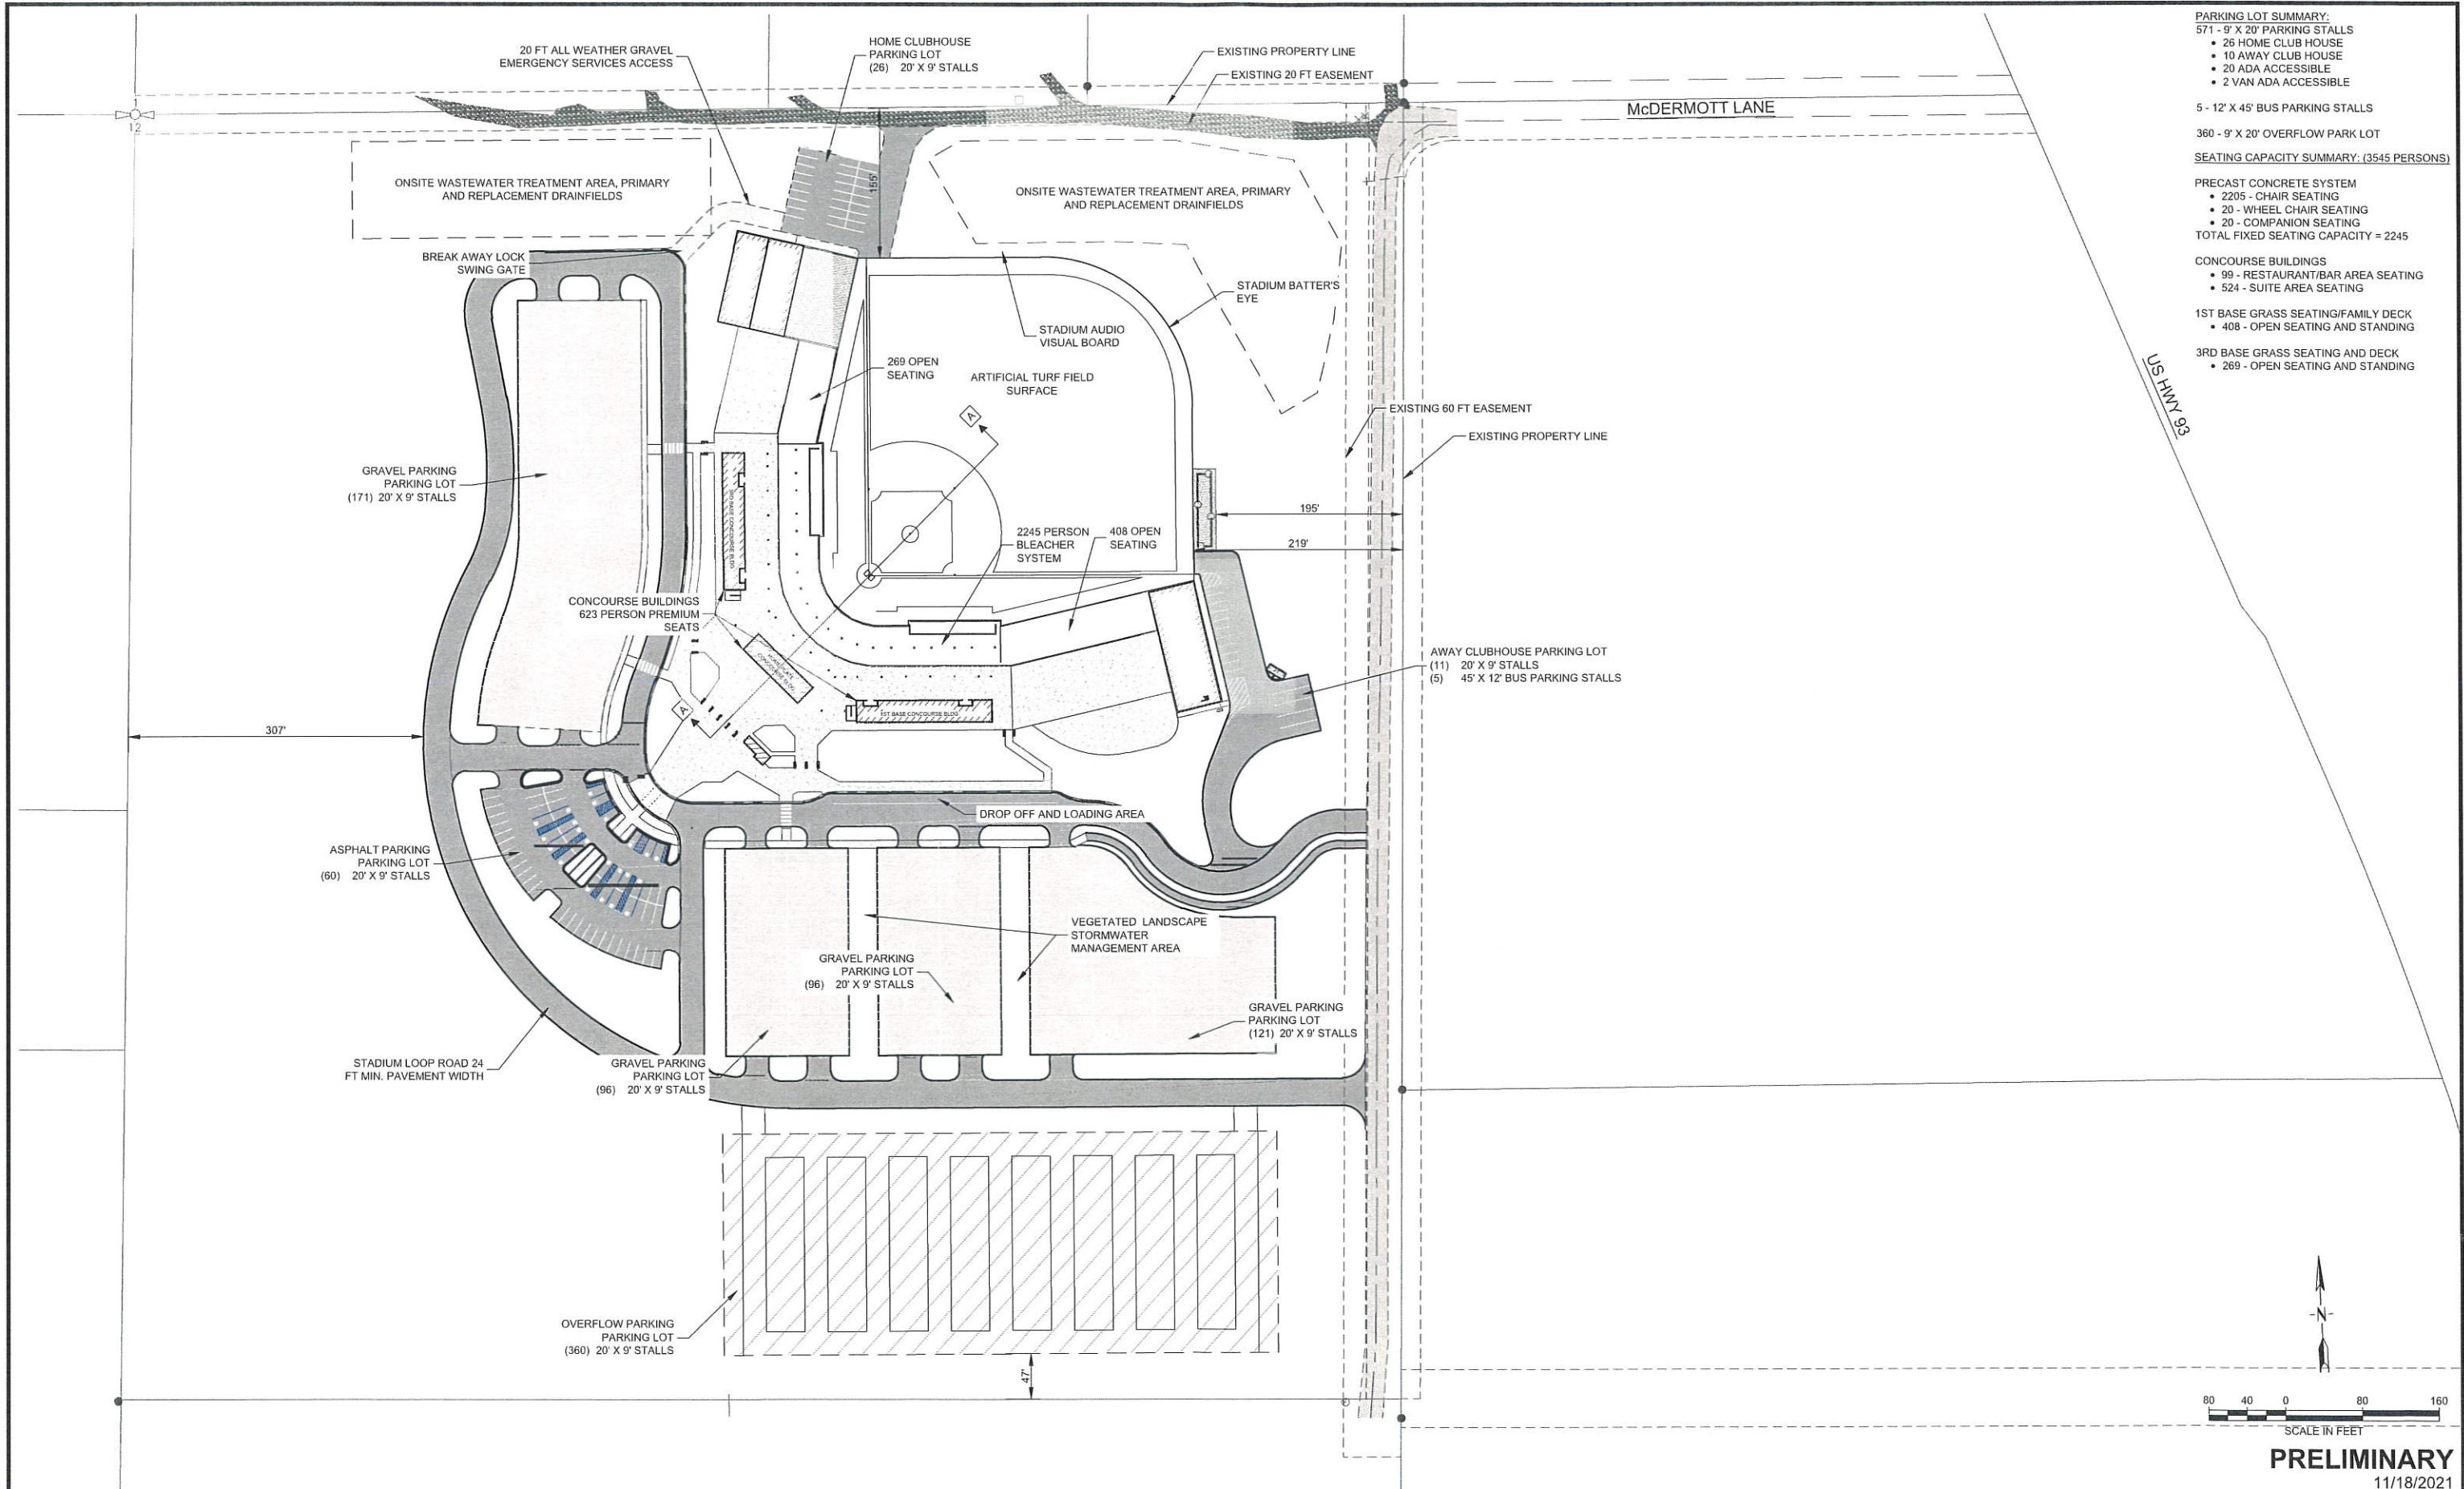 PARKING LOT SUMMARY:
571 - 9' X 20' PARKING STALLS
• 26 HOME CLUB HOUSE
• 10 AWAY CLUB HOUSE
• 20 ADA ACCESSIBLE
• 2 VAN ADA ACCESSIBLE
5 - 12' X 45' BUS PARKING STALLS
360 - 9' X 20' OVERFLOW PARK LOT
SEATING CAPACITY SUMMARY: (3545 PERSONS)
PRECAST CONCRETE SYSTEM
• 2205 - CHAIR SEATING
• 20 - WHEEL CHAIR SEATING
• 20 - COMPANION SEATING
TOTAL FIXED SEATING CAPACITY = 2245
CONCOURSE BUILDINGS
• 99 - RESTAURANT/BAR AREA SEATING
• 524 - SUITE AREA SEATING
1ST BASE GRASS SEATING/FAMILY DECK
• 408 - OPEN SEATING AND STANDING
3RD BASE GRASS SEATING AND DECK
• 269 - OPEN SEATING AND STANDING
20 FT ALL WEATHER GRAVEL
EMERGENCY SERVICES ACCESS
HOME CLUBHOUSE
PARKING LOT
(26) 20' X 9' STALLS
EXISTING PROPERTY LINE
EXISTING 20 FT EASEMENT
McDERMOTT LANE
1
12
ONSITE WASTEWATER TREATMENT AREA, PRIMARY
AND REPLACEMENT DRAINFIELDS
155'
ONSITE WASTEWATER TREATMENT AREA, PRIMARY
AND REPLACEMENT DRAINFIELDS
BREAK AWAY LOCK
SWING GATE
STADIUM BATTER'S
EYE
STADIUM AUDIO
VISUAL BOARD
269 OPEN
SEATING
ARTIFICIAL TURF FIELD
SURFACE
A
US HWY 93
EXISTING 60 FT EASEMENT
EXISTING PROPERTY LINE
GRAVEL PARKING
PARKING LOT
(171) 20' X 9' STALLS
3RD BASE CONCOURSE BLDG
195'
2245 PERSON
BLEACHER
SYSTEM
408 OPEN
SEATING
219'
CONCOURSE BUILDINGS
623 PERSON PREMIUM
SEATS
HOME PLATE
CONCOURSE BLDG
AWAY CLUBHOUSE PARKING LOT
(11) 20' X 9' STALLS
(5) 45' X 12' BUS PARKING STALLS
A
1ST BASE CONCOURSE BLDG
307'
DROP OFF AND LOADING AREA
ASPHALT PARKING
PARKING LOT
(60) 20' X 9' STALLS
VEGETATED LANDSCAPE
STORMWATER
MANAGEMENT AREA
GRAVEL PARKING
PARKING LOT
(96) 20' X 9' STALLS
GRAVEL PARKING
PARKING LOT
(121) 20' X 9' STALLS
STADIUM LOOP ROAD 24
FT MIN. PAVEMENT WIDTH
GRAVEL PARKING
PARKING LOT
(96) 20' X 9' STALLS
OVERFLOW PARKING
PARKING LOT
(360) 20' X 9' STALLS
47'
-N-
80 40 0 80 160
SCALE IN FEET
PRELIMINARY
11/18/2021